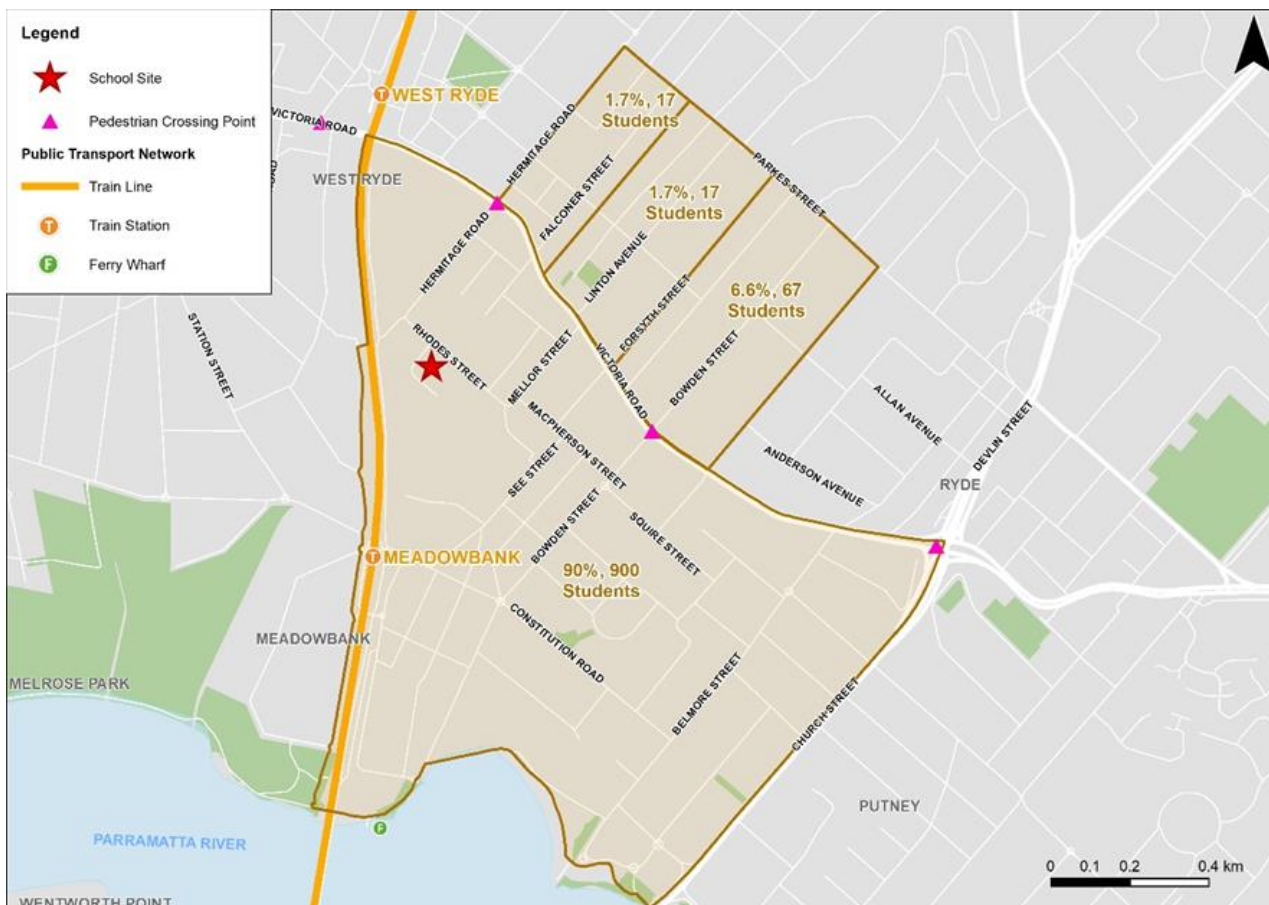 Legend
School Site
Pedestrian Crossing Point
Public Transport Network
Train Line
T
Train Station
F
Ferry Wharf
T WEST RYDE
VICTORIA ROAD
WEST RYDE
HERMITAGE ROAD
1.7%, 17
Students
FALCONER STREET
PARKES STREET
1.7%, 17
Students
HERMITAGE ROAD
LINTON AVENUE
6.6%, 67
Students
FORSYTH STREET
STATION STREET
RHODES STREET
MELLOR STREET
VICTORIA ROAD
BOWDEN STREET
MACPHERSON STREET
ALLAN AVENUE
DEVLIN STREET
ANDERSON AVENUE
RYDE
SEE STREET
BOWDEN STREET
SQUIRE STREET
T MEADOWBANK
90%, 900
Students
CONSTITUTION ROAD
MEADOWBANK
MELROSE PARK
BELMORE STREET
CHURCH STREET
PUTNEY
F
PARRAMATTA RIVER
0 0.1 0.2 0.4 km
WENTWORTH POINT